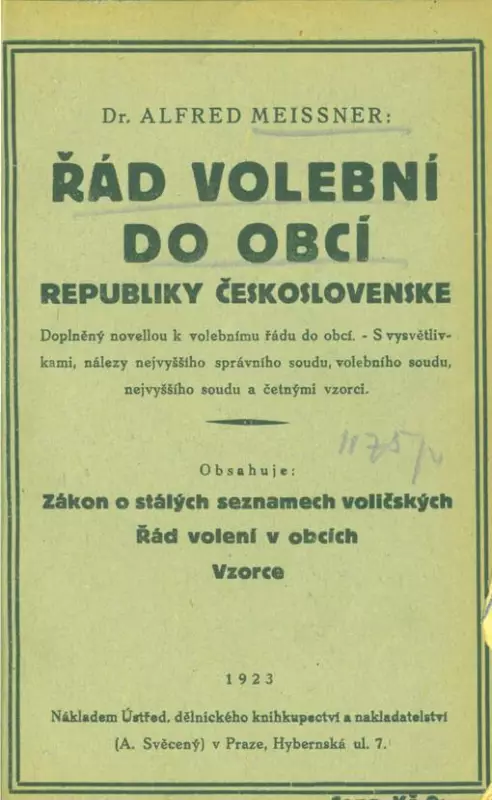 Dr. ALFRED MEISSNER:
ŘÁD VOLEBNÍ
DO OBCÍ
REPUBLIKY ČESKOSLOVENSKE
Doplněný novellou k volebnímu řádu do obcí. - S vysvětliv-
kami, nálezy nejvyššího správního soudu, volebního soudu,
nejvyššího soudu a četnými vzorci.
1175/
Obsahuje:
Zákon o stálých seznamech voličských
Řád volení v obcích
Vzorce
1923
Nákladem Ústřed. dělnického knihkupectví a nakladatelství
(A. Svěcený) v Praze, Hybernská ul. 7.